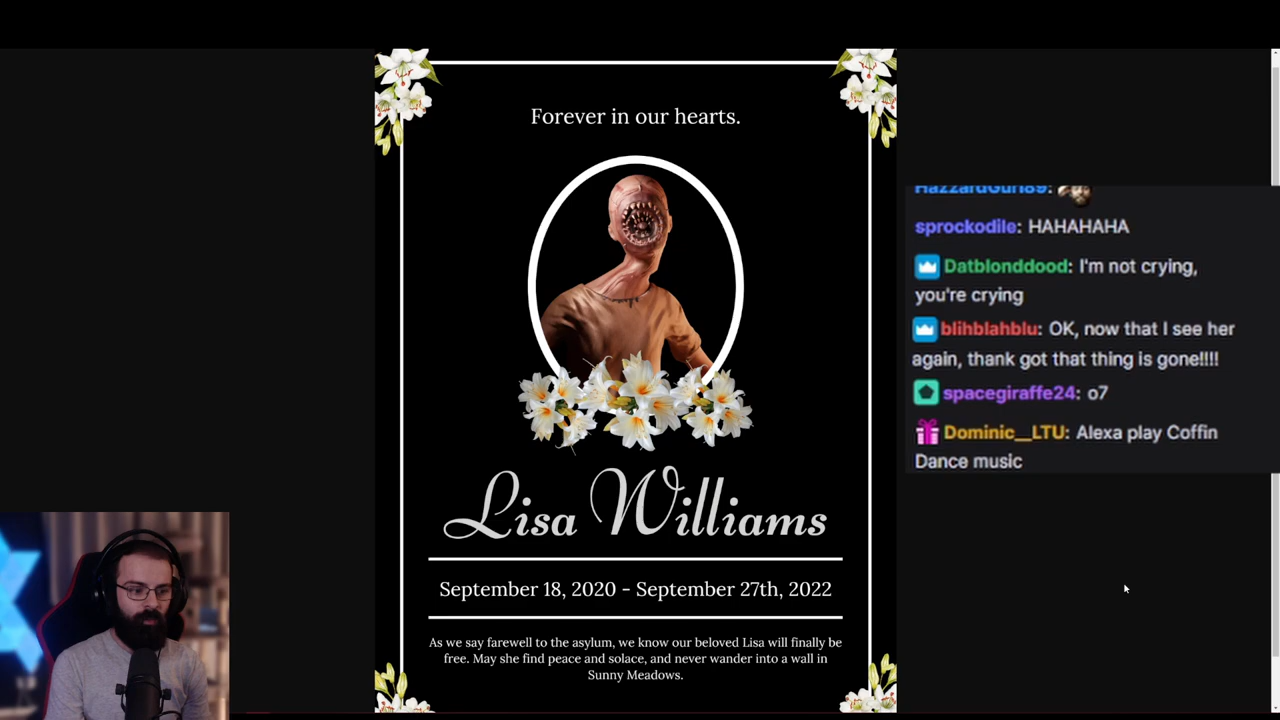 Forever in our hearts.
Lisa Williams
September 18, 2020 - September 27th, 2022
As we say farewell to the asylum, we know our beloved Lisa will finally be
free. May she find peace and solace, and never wander into a wall in
Sunny Meadows.
HazzardGurl89:
sprockodile: HAHAHAHA
Datblonddood: I'm not crying,
you're crying
blihblahblu: OK, now that I see her
again, thank got that thing is gone!!!!
spacegiraffe24: o7
Dominic__LTU: Alexa play Coffin
Dance music